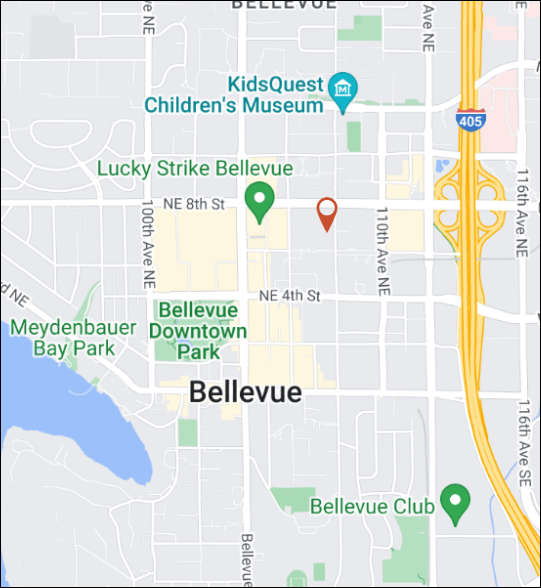 BELLEVUE
Ave NE
Ave NE
KidsQuest
Children's Museum
405
Lucky Strike Bellevue
NE 8th St
100th Ave NE
110th Ave NE
116th Ave NE
NE 4th St
NE
Bellevue
Downtown
Park
Meydenbauer
Bay Park
Bellevue
116th Ave SE
Bellevue Club
Bellevue